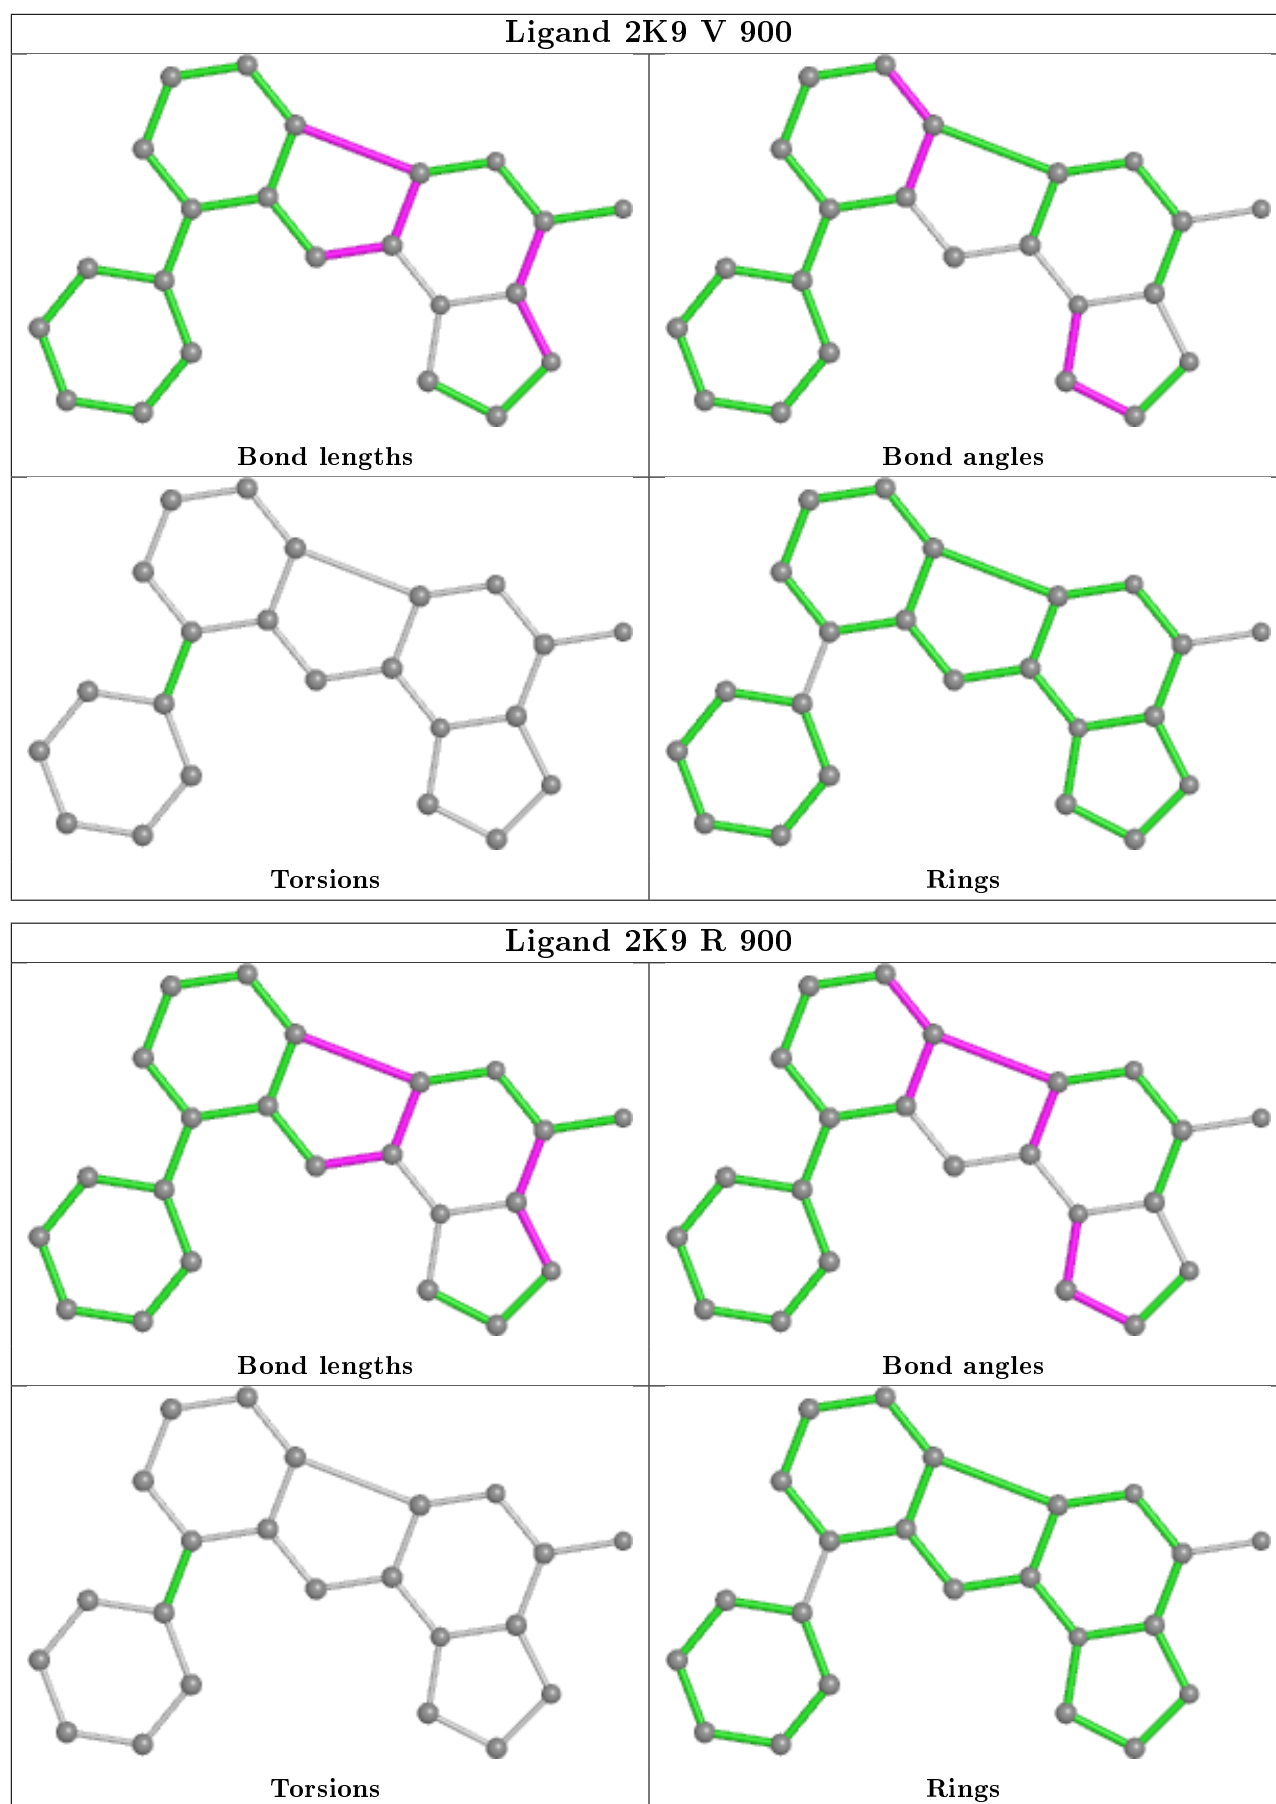 Ligand 2K9 V 900
Bond lengths
Bond angles
Torsions
Rings
Ligand 2K9 R 900
Bond lengths
Bond angles
Torsions
Rings